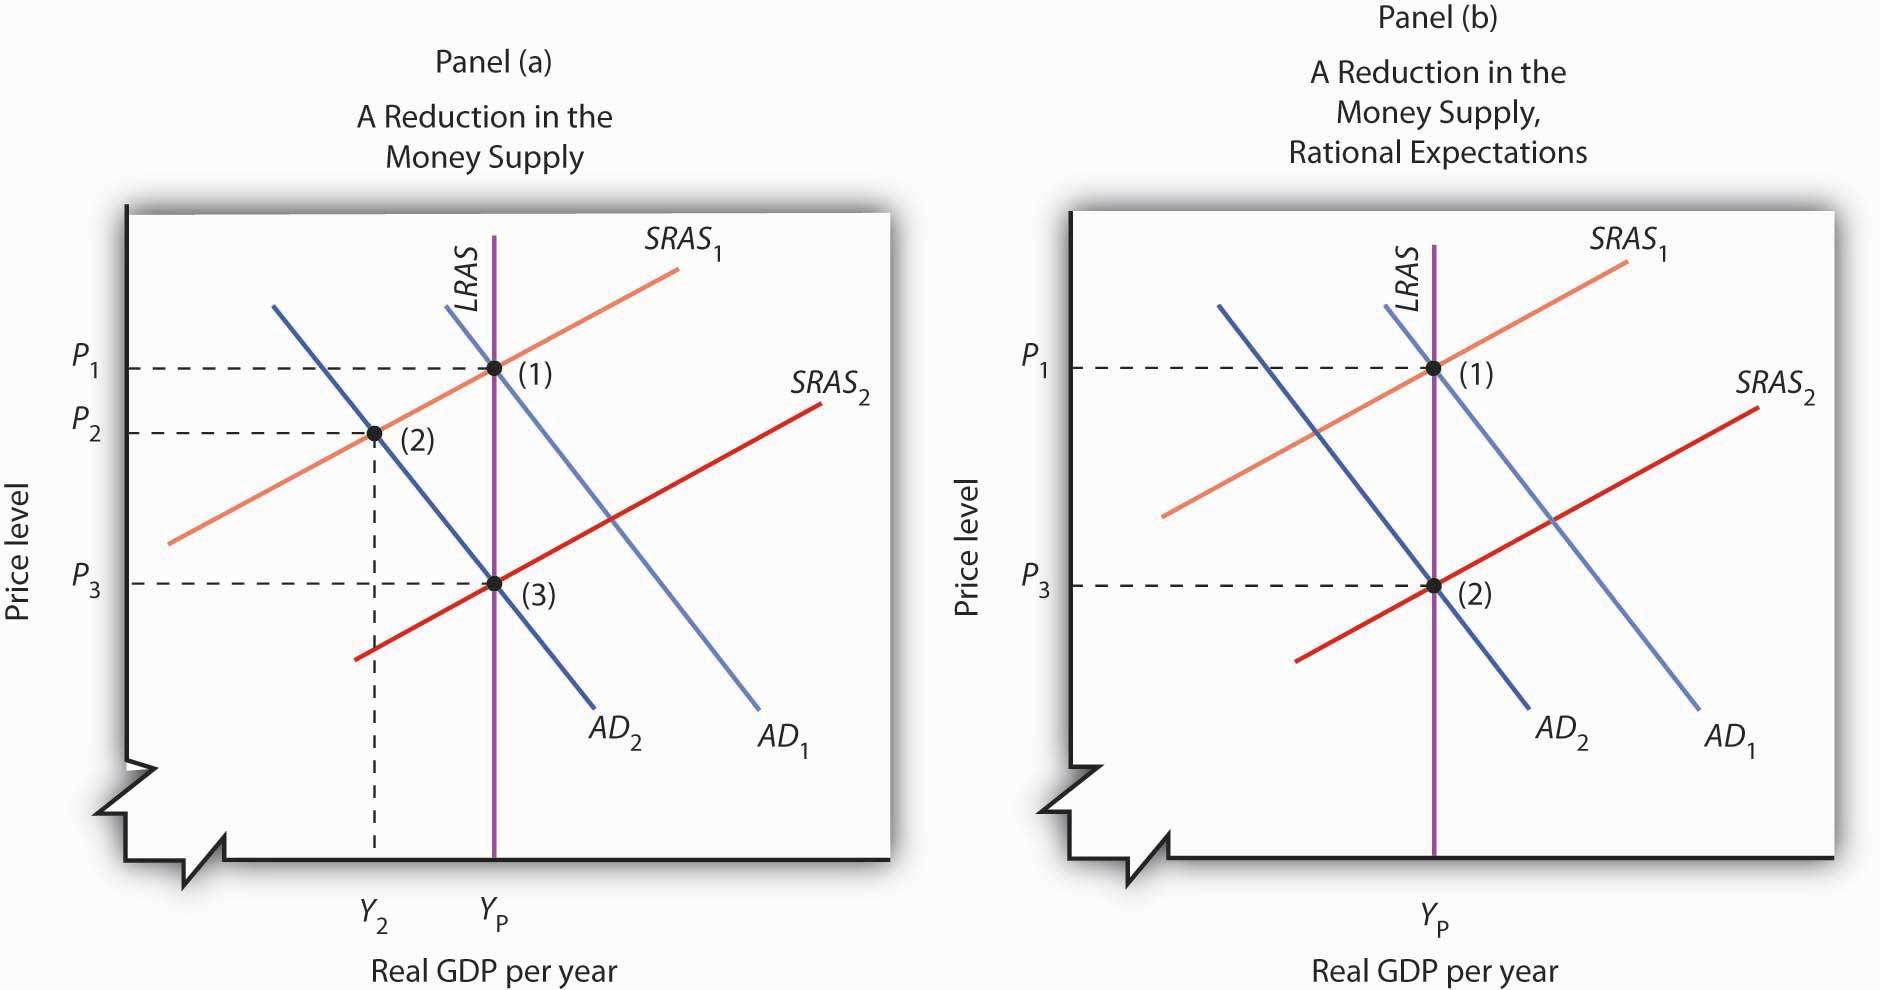 Panel (a)
A Reduction in the
Money Supply
SRAS1
LRAS
P1
(1)
SRAS2
P2
(2)
Price level
P3
(3)
AD2
AD1
Y2
YP
Real GDP per year
Panel (b)
A Reduction in the
Money Supply,
Rational Expectations
SRAS1
LRAS
P1
(1)
SRAS2
Price level
P3
(2)
AD2
AD1
YP
Real GDP per year